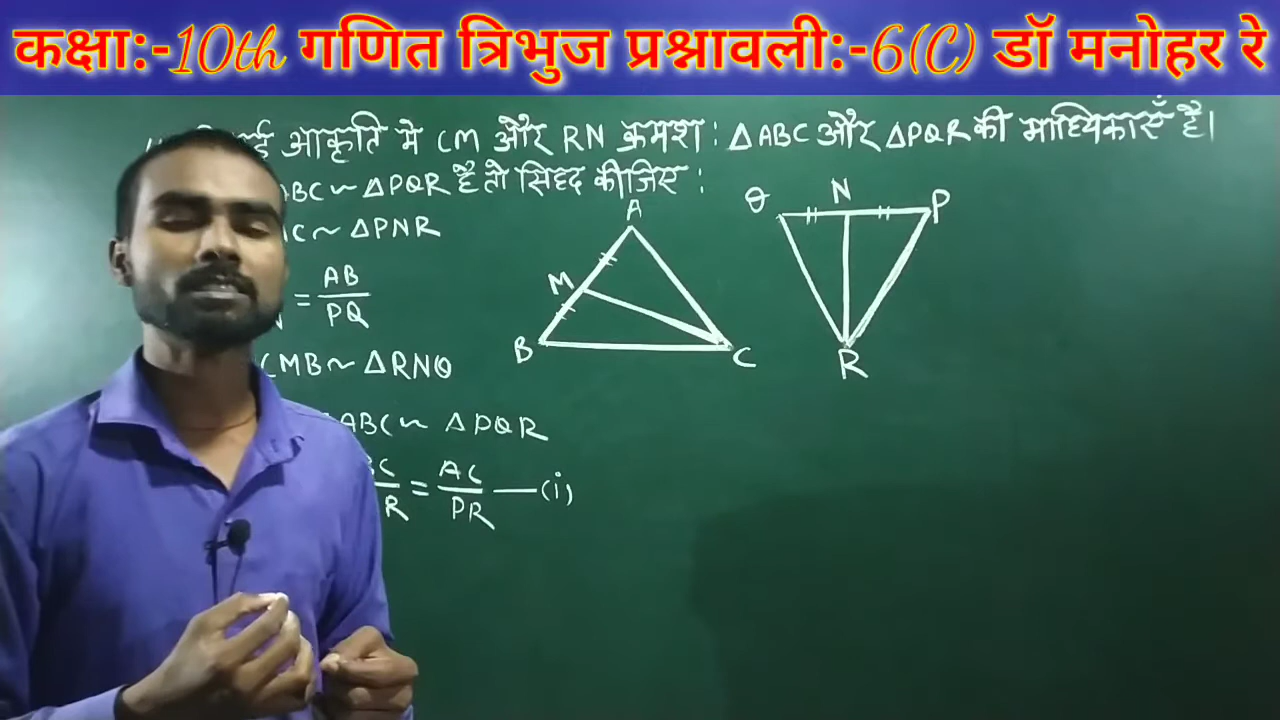 कक्षा:-10th गणित त्रिभुज प्रश्नावली:-6(C) डॉ मनोहर रे
आकृति में CM और RN क्रमश: ΔABC और ΔPQR की माध्यिकाएँ है।
ABC ~ ΔPQR है तो सिद्ध कीजिए :
C ~ ΔPNR
= AB/PQ
CMB ~ ΔRNQ
ABC ~ ΔPQR
C/R = AC/PR —(i)
A
M
B
C
Q
N
P
R